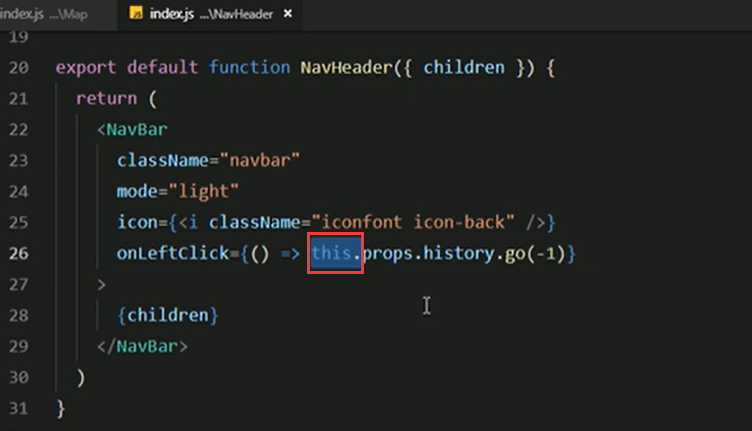 index.js ...\Map
index.js ...\NavHeader ×
19
20 export default function NavHeader({ children }) {
21 return (
22 <NavBar
23 className="navbar"
24 mode="light"
25 icon={<i className="iconfont icon-back" />}
26 onLeftClick={() => this.props.history.go(-1)}
27 >
28 {children}
29 </NavBar>
30 )
31 }